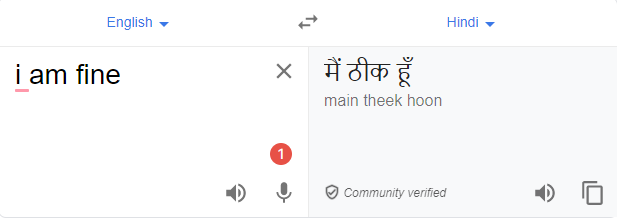 English
Hindi
i am fine
मैं ठीक हूँ
main theek hoon
1
Community verified